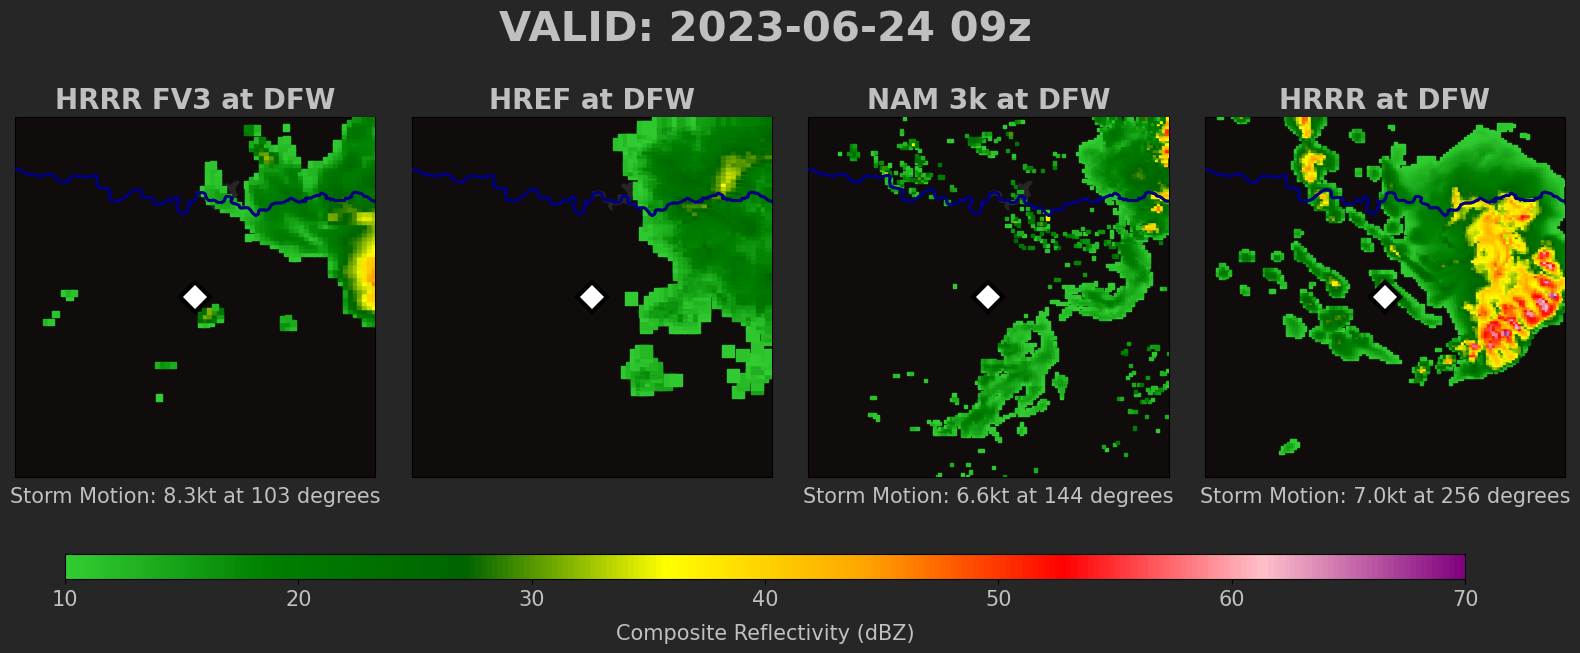 VALID: 2023-06-24 09z
HRRR FV3 at DFW
HREF at DFW
NAM 3k at DFW
HRRR at DFW
Storm Motion: 8.3kt at 103 degrees
Storm Motion: 6.6kt at 144 degrees
Storm Motion: 7.0kt at 256 degrees
10 20 30 40 50 60 70
Composite Reflectivity (dBZ)